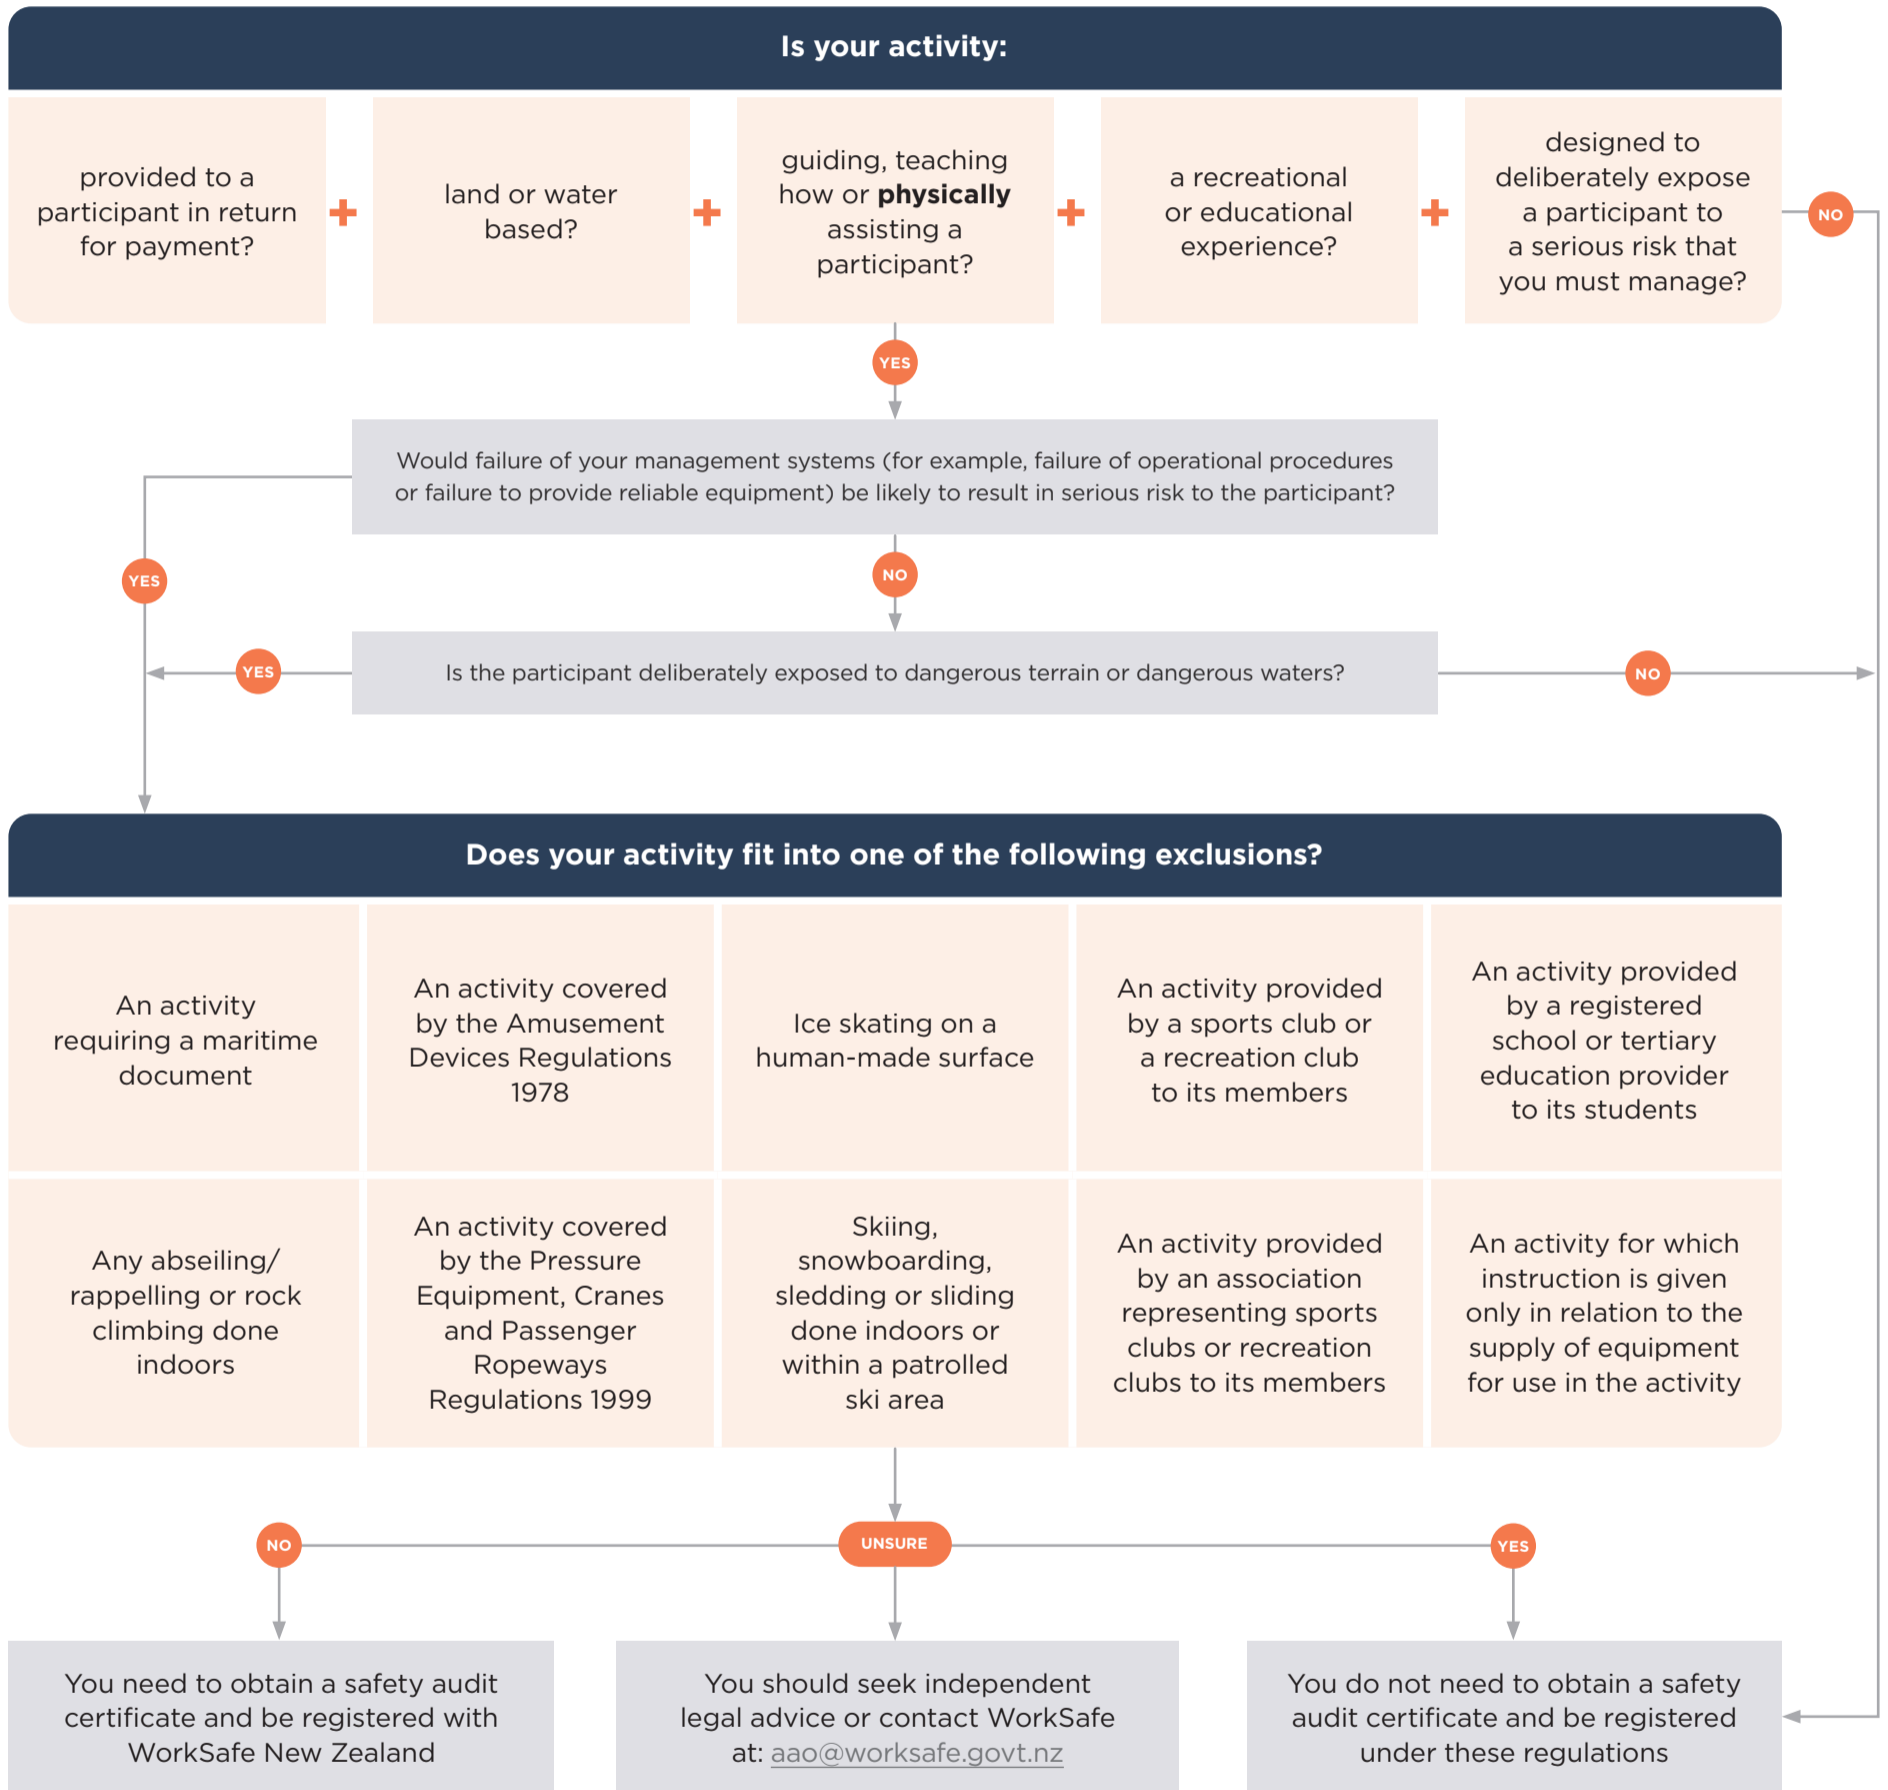 Is your activity:
provided to a
participant in return
for payment?
+
land or water
based?
+
guiding, teaching
how or physically
assisting a
participant?
+
a recreational
or educational
experience?
+
designed to
deliberately expose
a participant to
a serious risk that
you must manage?
NO
YES
Would failure of your management systems (for example, failure of operational procedures
or failure to provide reliable equipment) be likely to result in serious risk to the participant?
YES
NO
YES
Is the participant deliberately exposed to dangerous terrain or dangerous waters?
NO
Does your activity fit into one of the following exclusions?
An activity
requiring a maritime
document
An activity covered
by the Amusement
Devices Regulations
1978
Ice skating on a
human-made surface
An activity provided
by a sports club or
a recreation club
to its members
An activity provided
by a registered
school or tertiary
education provider
to its students
Any abseiling/
rappelling or rock
climbing done
indoors
An activity covered
by the Pressure
Equipment, Cranes
and Passenger
Ropeways
Regulations 1999
Skiing,
snowboarding,
sledding or sliding
done indoors or
within a patrolled
ski area
An activity provided
by an association
representing sports
clubs or recreation
clubs to its members
An activity for which
instruction is given
only in relation to the
supply of equipment
for use in the activity
NO
UNSURE
YES
You need to obtain a safety audit
certificate and be registered with
WorkSafe New Zealand
You should seek independent
legal advice or contact WorkSafe
at: aao@worksafe.govt.nz
You do not need to obtain a safety
audit certificate and be registered
under these regulations